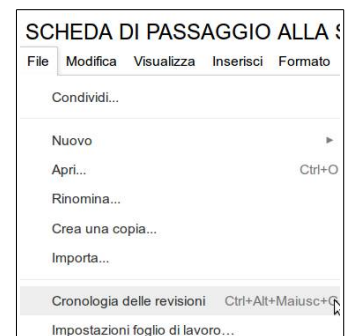 SCHEDA DI PASSAGGIO ALLA
File Modifica Visualizza Inserisci Formato
Condividi...
Nuovo ►
Apri... Ctrl+O
Rinomina...
Crea una copia...
Importa...
Cronologia delle revisioni Ctrl+Alt+Maiusc+G
Impostazioni foglio di lavoro…